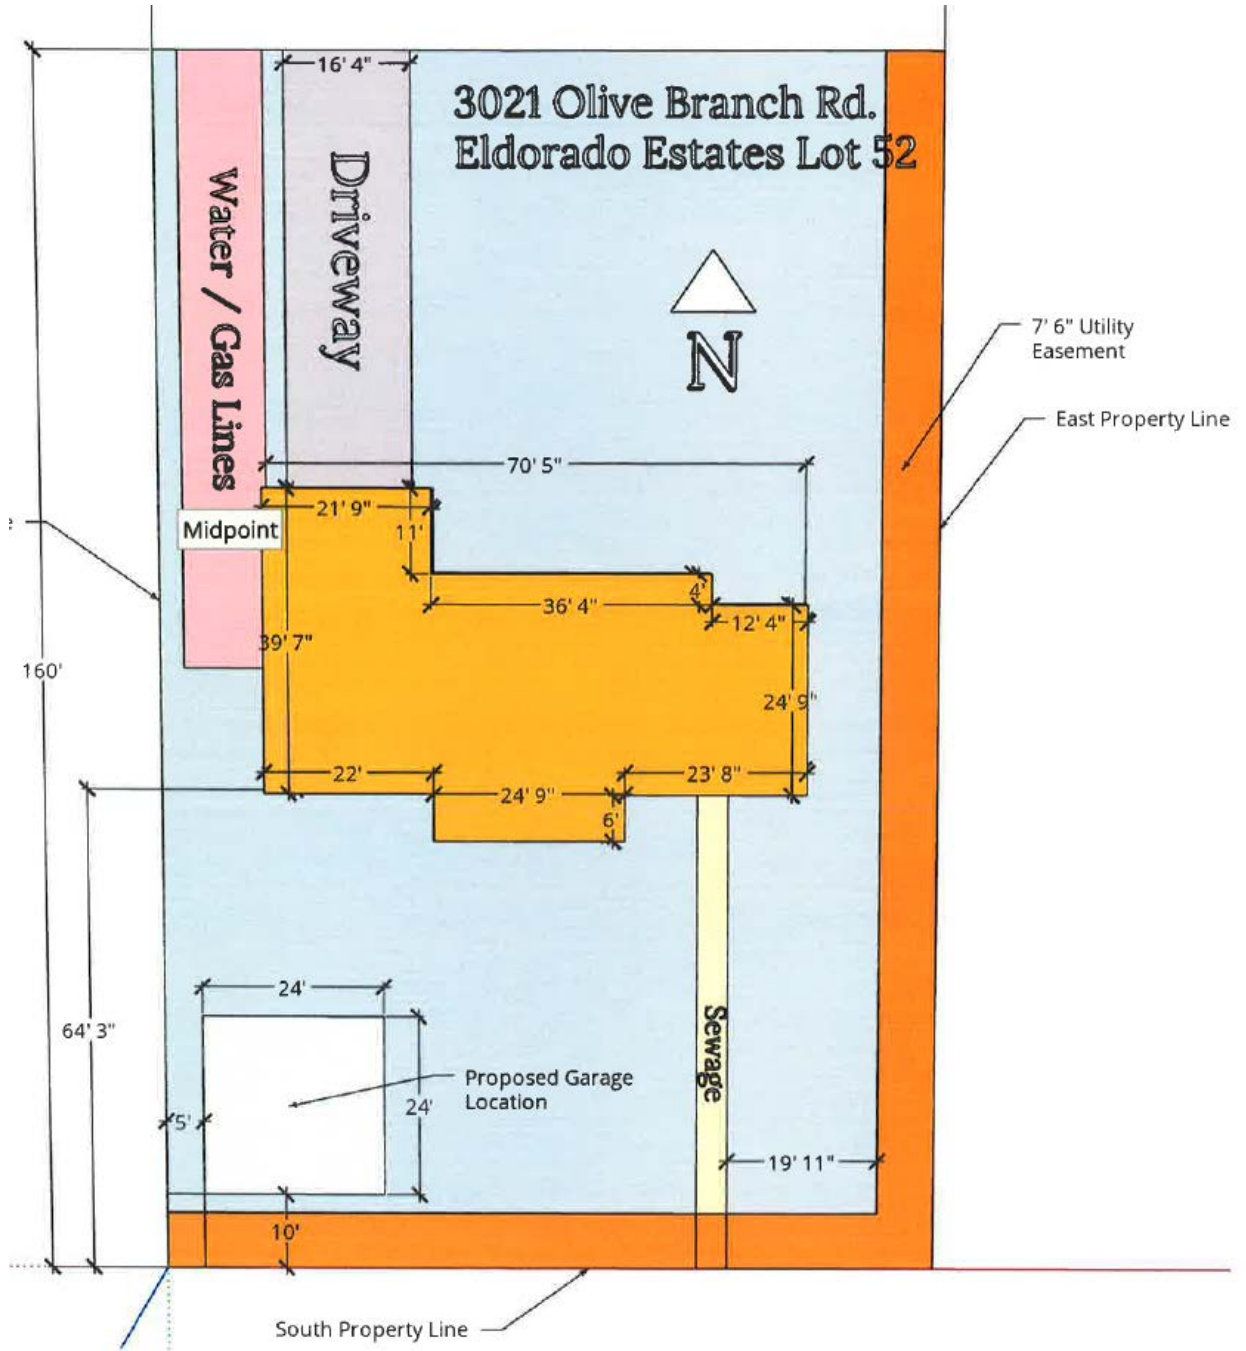 16' 4"
3021 Olive Branch Rd.
Eldorado Estates Lot 52
Driveway
Water / Gas Lines
N
7' 6" Utility
Easement
East Property Line
70' 5"
21' 9"
11'
Midpoint
e
4'
36' 4"
12' 4"
39' 7"
160'
24' 9"
22'
23' 8"
24' 9"
6'
24'
64' 3"
Sewage
Proposed Garage
Location
24'
5'
19' 11"
10'
South Property Line